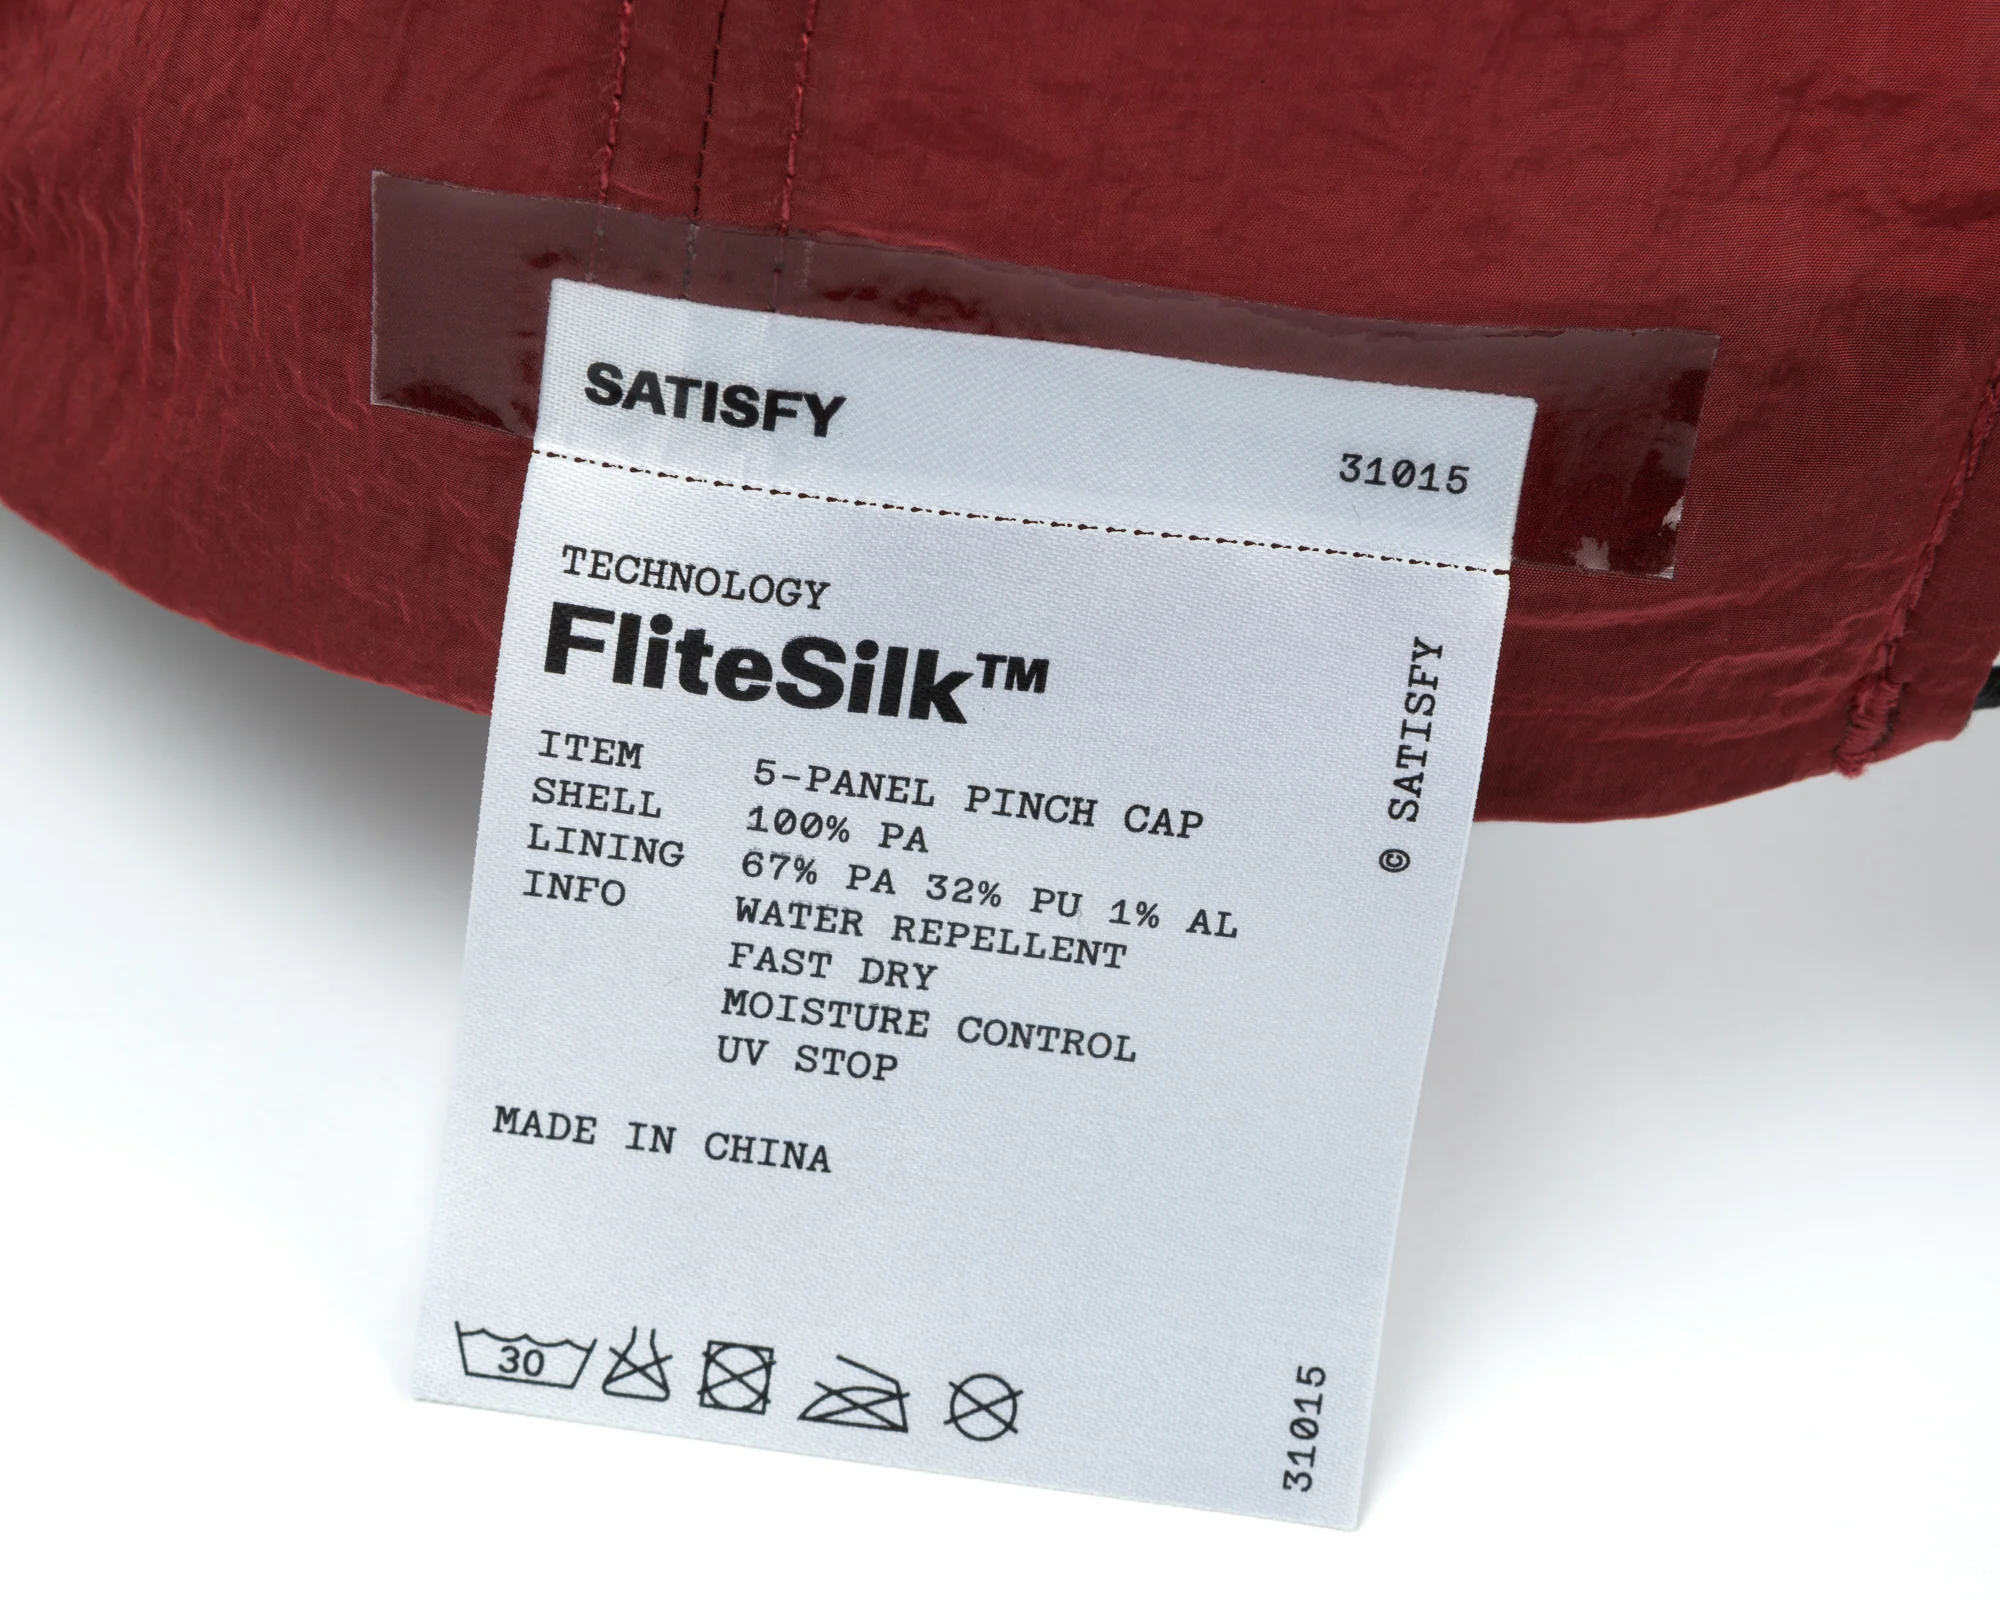 SATISFY
31015
TECHNOLOGY
FliteSilk™
ITEM 5-PANEL PINCH CAP
SHELL 100% PA
LINING 67% PA 32% PU 1% AL
INFO WATER REPELLENT
FAST DRY
MOISTURE CONTROL
UV STOP
MADE IN CHINA
30
© SATISFY
31015